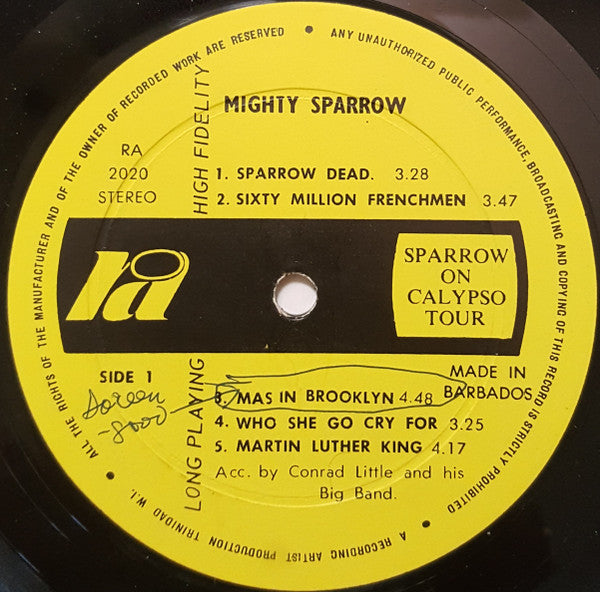 ALL THE RIGHTS OF THE MANUFACTURER AND OF THE OWNER OF RECORDED WORK ARE RESERVED • ANY UNAUTHORIZED PUBLIC PERFORMANCE, BROADCASTING AND COPYING OF THIS RECORD IS STRICTLY PROHIBITED
MIGHTY SPARROW
RA
2020
STEREO
HIGH FIDELITY
1. SPARROW DEAD. 3.28
2. SIXTY MILLION FRENCHMEN 3.47
ra
SPARROW
ON
CALYPSO
TOUR
SIDE 1
LONG PLAYING
MADE IN
BARBADOS
3. MAS IN BROOKLYN 4.48
4. WHO SHE GO CRY FOR 3.25
5. MARTIN LUTHER KING 4.17
Acc. by Conrad Little and his
Big Band.
• A RECORDING ARTIST PRODUCTION TRINIDAD W.I. •